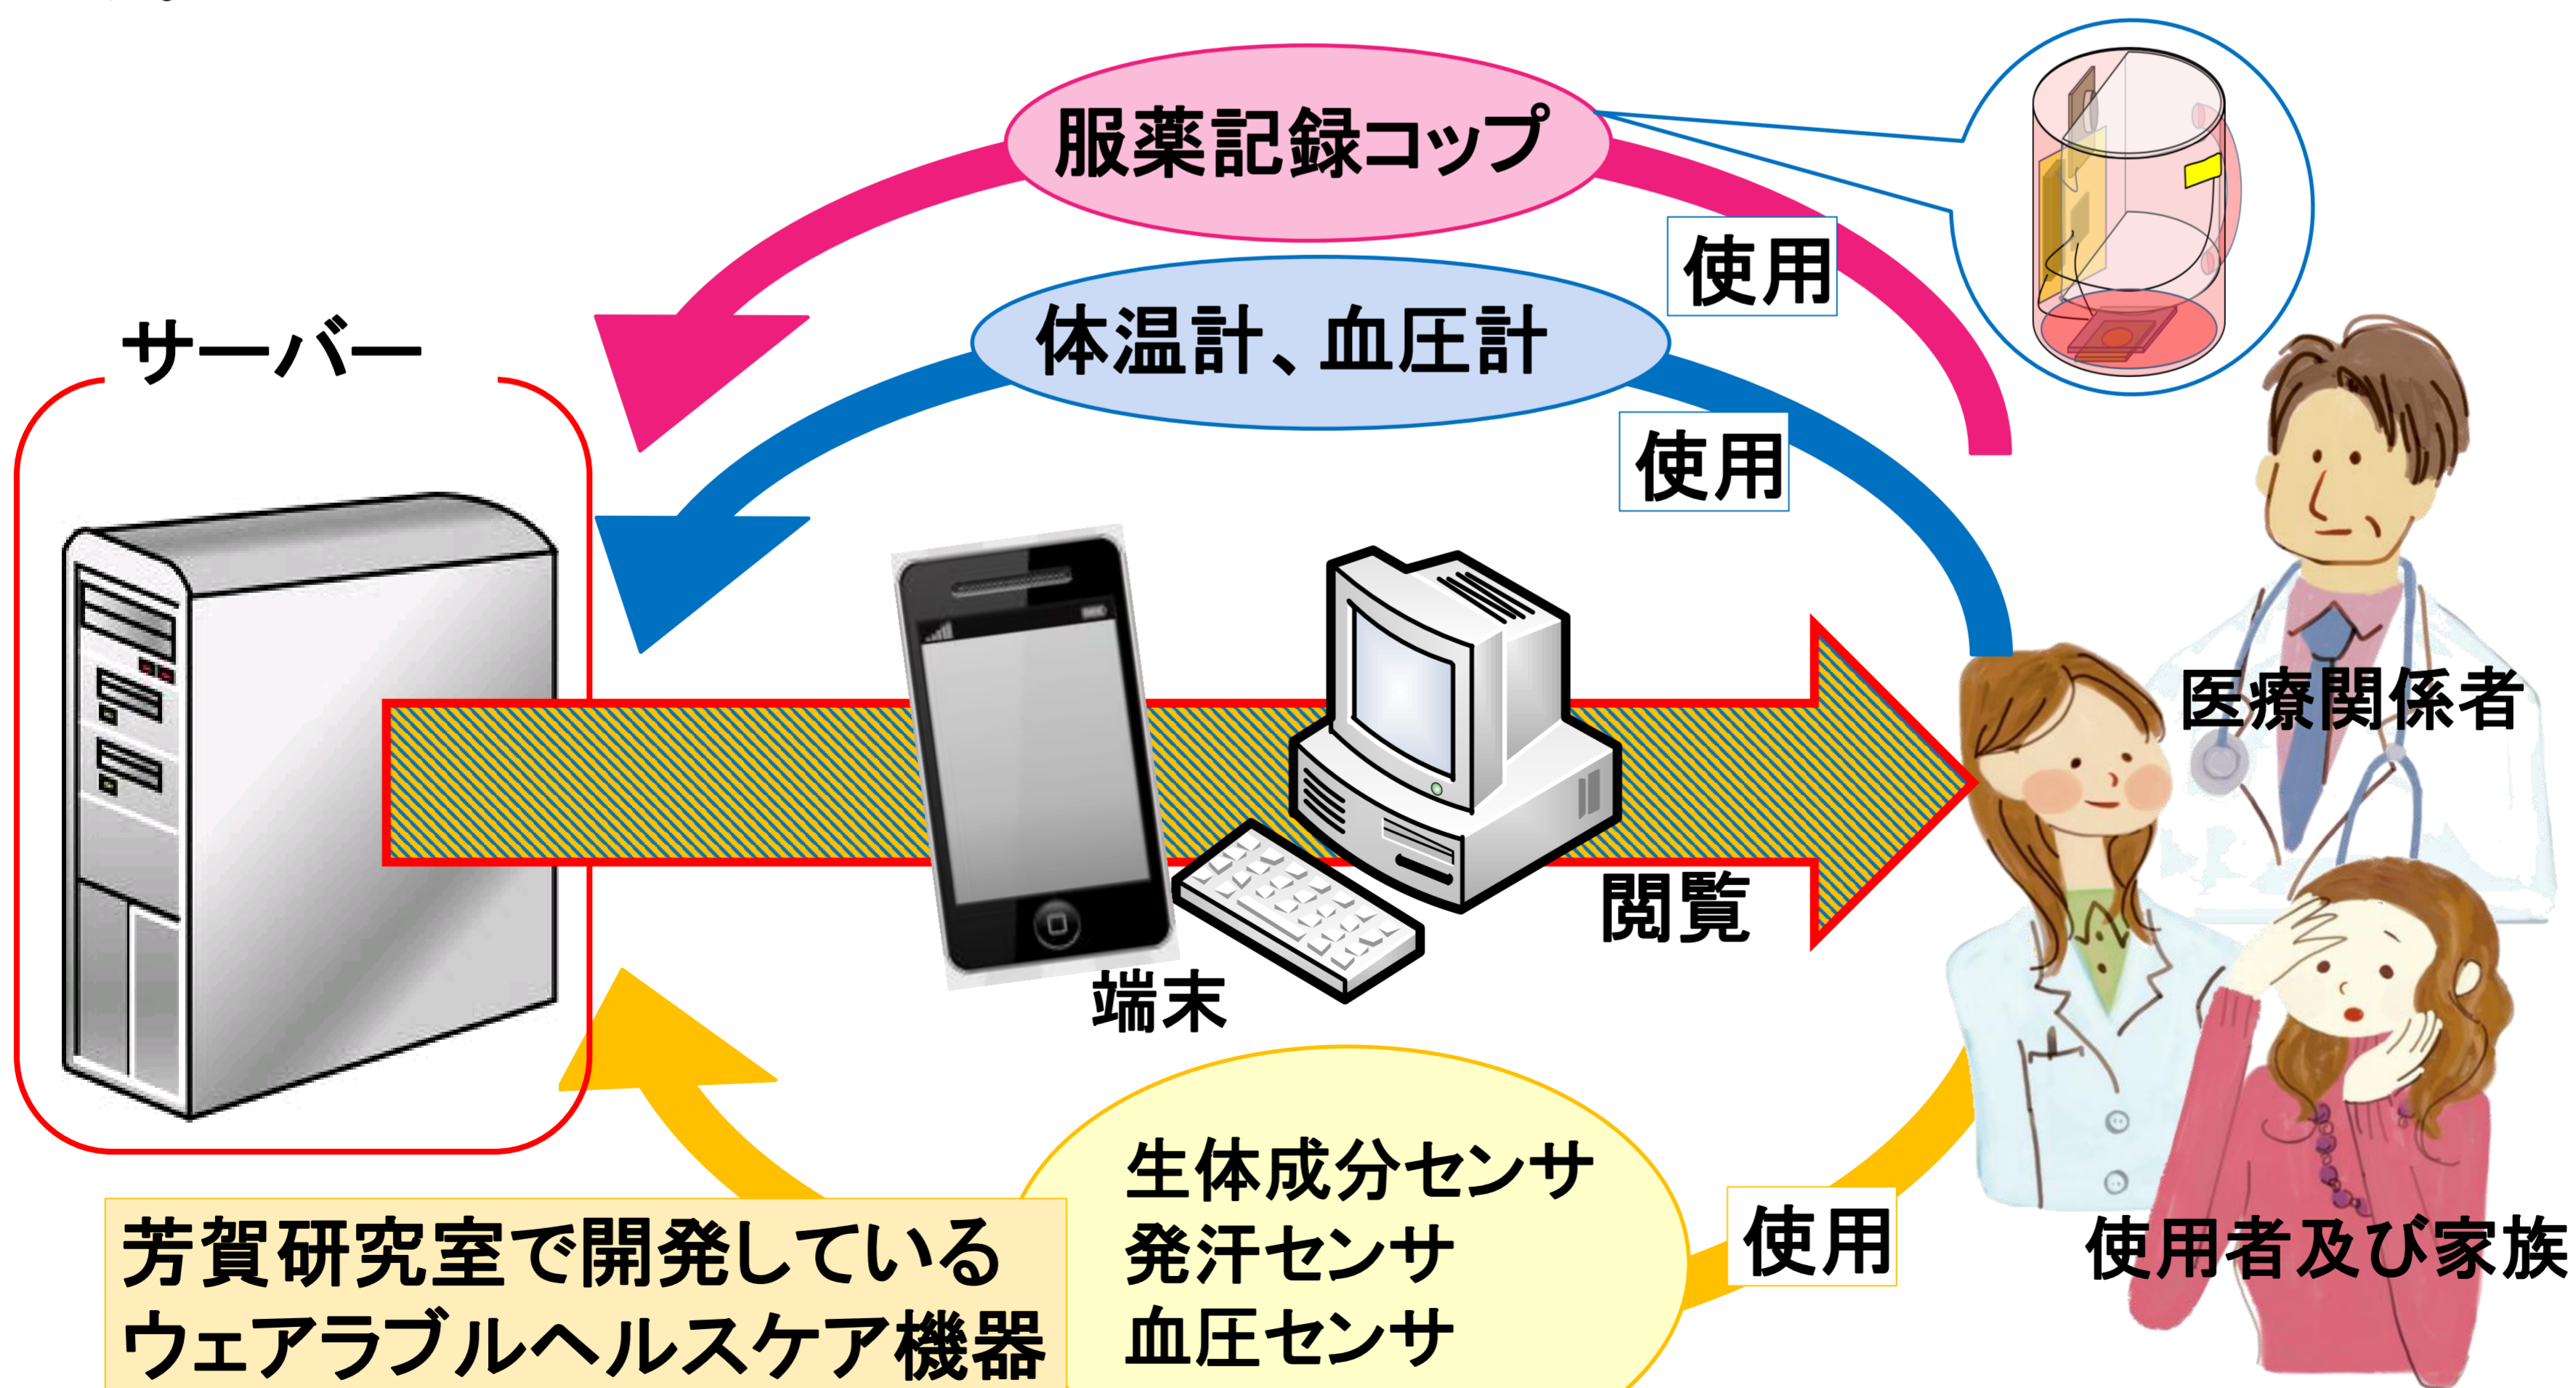 服薬記録コップ
使用
体温計、血圧計
使用
サーバー
医療関係者
閲覧
端末
生体成分センサ
発汗センサ
血圧センサ
使用
使用者及び家族
芳賀研究室で開発している
ウェアラブルヘルスケア機器